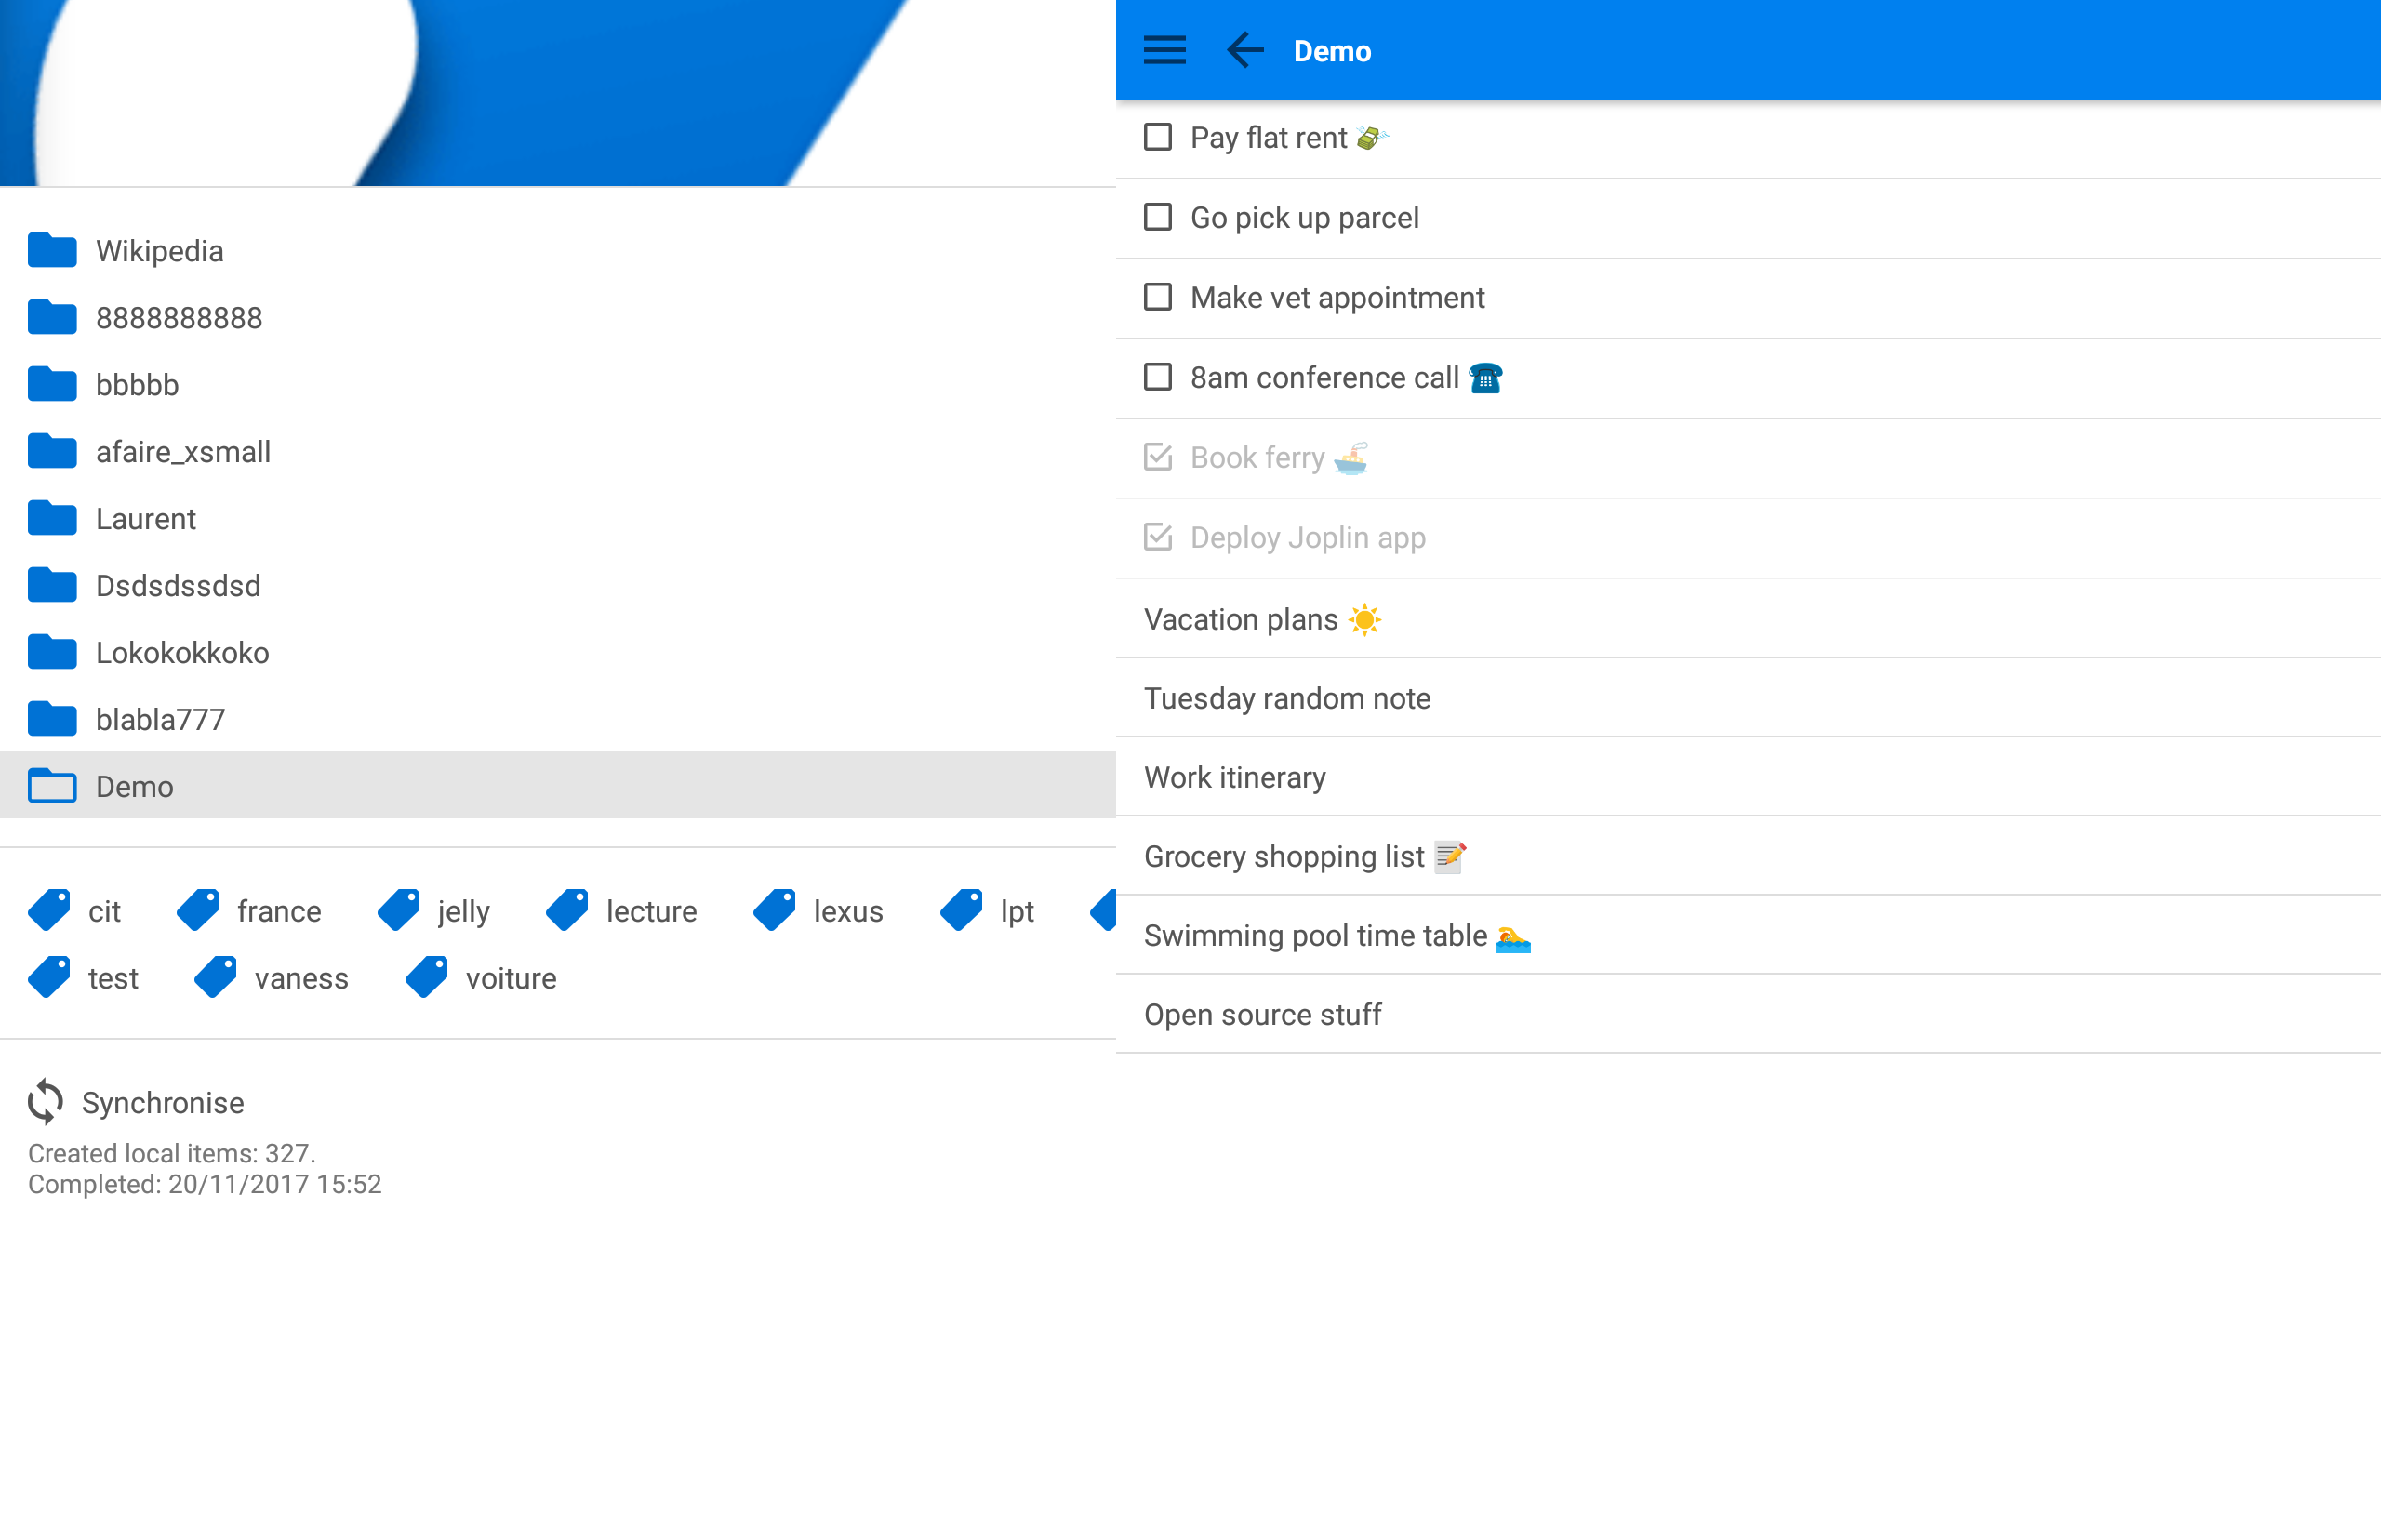 Wikipedia
8888888888
bbbbb
afaire_xsmall
Laurent
Dsdsdssdsd
Lokokokkoko
blabla777
Demo
cit france jelly lecture lexus lpt
test vaness voiture
Synchronise
Created local items: 327.
Completed: 20/11/2017 15:52
Demo
Pay flat rent 💸
Go pick up parcel
Make vet appointment
8am conference call ☎
Book ferry 🚢
Deploy Joplin app
Vacation plans ☀
Tuesday random note
Work itinerary
Grocery shopping list 📝
Swimming pool time table 🏊
Open source stuff